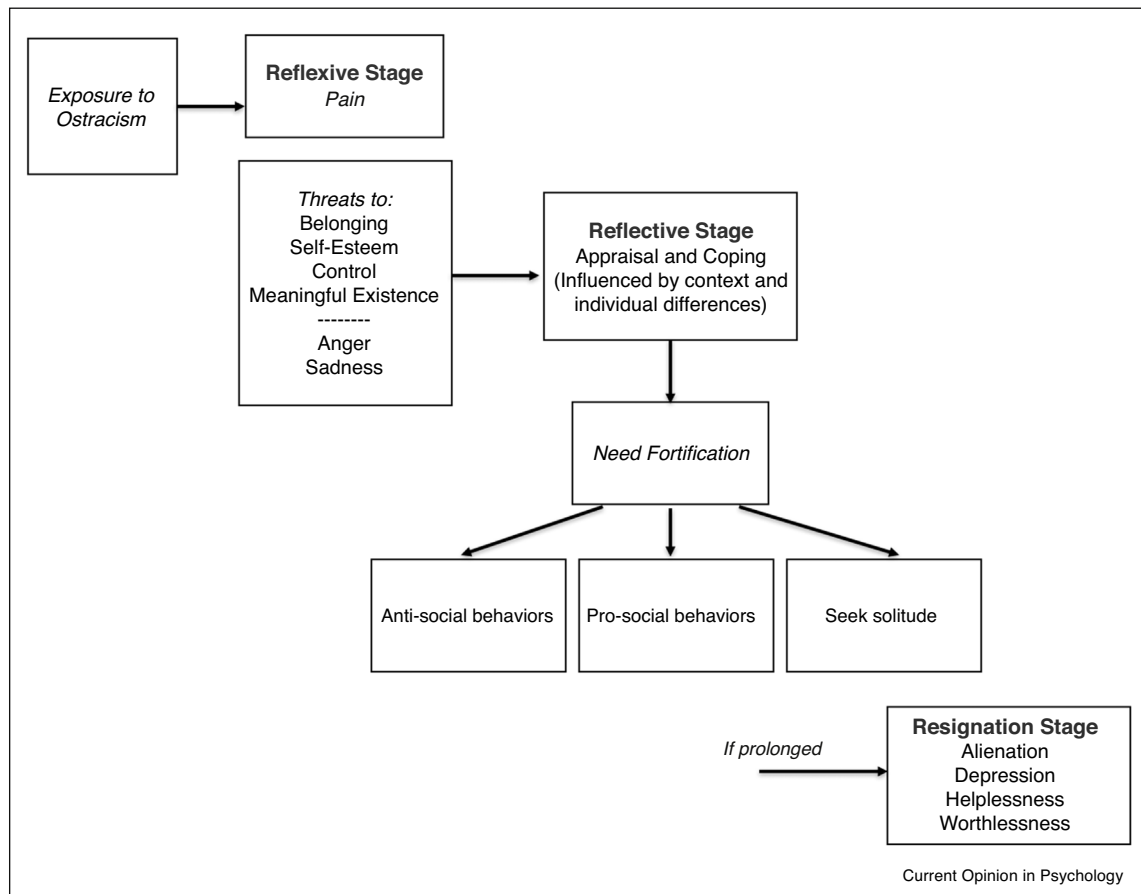 Exposure to
Ostracism
Reflexive Stage
Pain
Threats to:
Belonging
Self-Esteem
Control
Meaningful Existence
--------
Anger
Sadness
Reflective Stage
Appraisal and Coping
(Influenced by context and
individual differences)
Need Fortification
Anti-social behaviors
Pro-social behaviors
Seek solitude
If prolonged
Resignation Stage
Alienation
Depression
Helplessness
Worthlessness
Current Opinion in Psychology